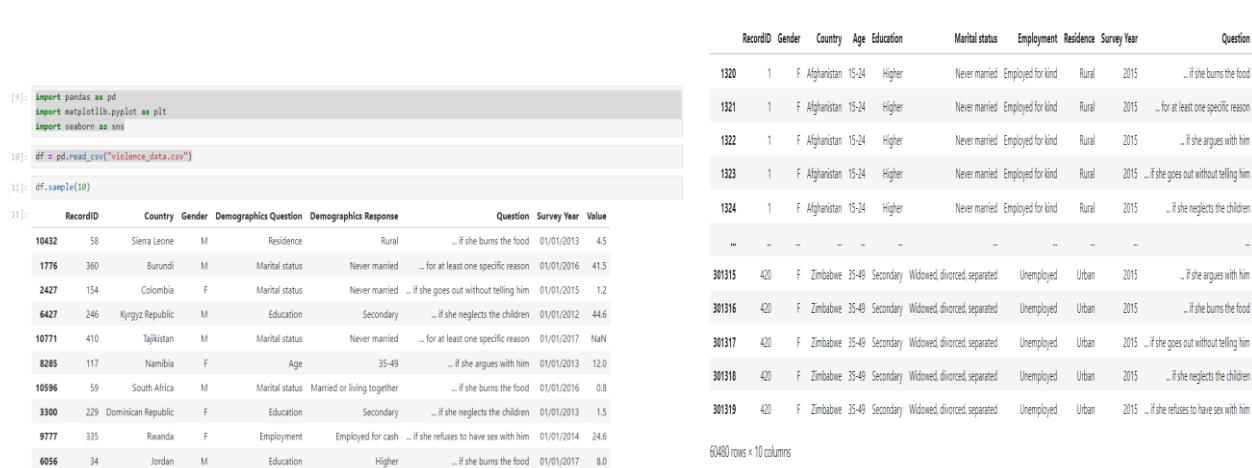 [9]: import pandas as pd
import matplotlib.pyplot as plt
import seaborn as sns
[10]: df = pd.read_csv("violence_data.csv")
[11]: df.sample(10)
[11]: RecordID Country Gender Demographics Question Demographics Response Question Survey Year Value
10432 58 Sierra Leone M Residence Rural ... if she burns the food 01/01/2013 4.5
1776 360 Burundi M Marital status Never married ... for at least one specific reason 01/01/2016 41.5
2427 154 Colombia F Marital status Never married ... if she goes out without telling him 01/01/2015 1.2
6427 246 Kyrgyz Republic M Education Secondary ... if she neglects the children 01/01/2012 44.6
10771 410 Tajikistan M Marital status Never married ... for at least one specific reason 01/01/2017 NaN
8285 117 Namibia F Age 35-49 ... if she argues with him 01/01/2013 12.0
10596 59 South Africa M Marital status Married or living together ... if she burns the food 01/01/2016 0.8
3300 229 Dominican Republic F Education Secondary ... if she neglects the children 01/01/2013 1.5
9777 335 Rwanda F Employment Employed for cash ... if she refuses to have sex with him 01/01/2014 24.6
6056 34 Jordan M Education Higher ... if she burns the food 01/01/2017 8.0
RecordID Gender Country Age Education Marital status Employment Residence Survey Year Question
1320 1 F Afghanistan 15-24 Higher Never married Employed for kind Rural 2015 ... if she burns the food
1321 1 F Afghanistan 15-24 Higher Never married Employed for kind Rural 2015 ... for at least one specific reason
1322 1 F Afghanistan 15-24 Higher Never married Employed for kind Rural 2015 ... if she argues with him
1323 1 F Afghanistan 15-24 Higher Never married Employed for kind Rural 2015 ... if she goes out without telling him
1324 1 F Afghanistan 15-24 Higher Never married Employed for kind Rural 2015 ... if she neglects the children
... ... ... ... ... ... ... ... ... ... ...
301315 420 F Zimbabwe 35-49 Secondary Widowed, divorced, separated Unemployed Urban 2015 ... if she argues with him
301316 420 F Zimbabwe 35-49 Secondary Widowed, divorced, separated Unemployed Urban 2015 ... if she burns the food
301317 420 F Zimbabwe 35-49 Secondary Widowed, divorced, separated Unemployed Urban 2015 ... if she goes out without telling him
301318 420 F Zimbabwe 35-49 Secondary Widowed, divorced, separated Unemployed Urban 2015 ... if she neglects the children
301319 420 F Zimbabwe 35-49 Secondary Widowed, divorced, separated Unemployed Urban 2015 ... if she refuses to have sex with him
60480 rows × 10 columns